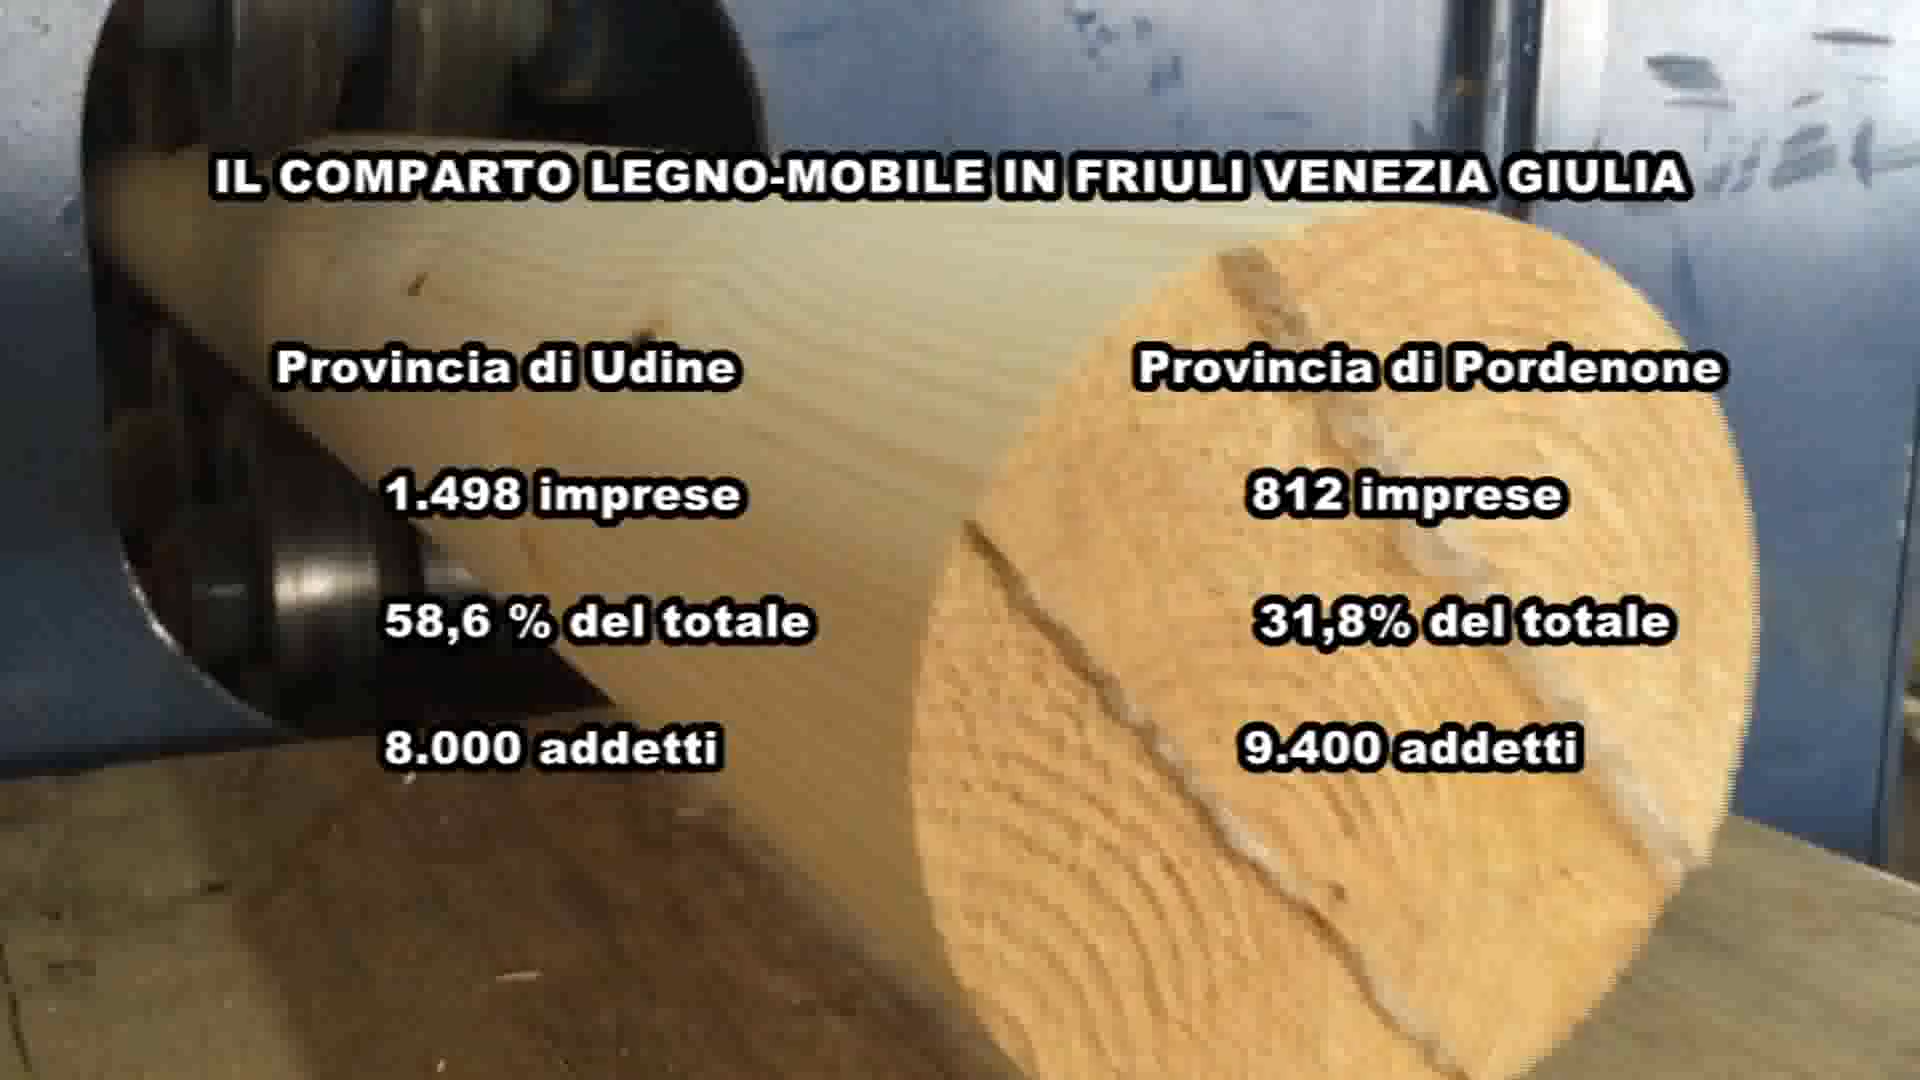 IL COMPARTO LEGNO-MOBILE IN FRIULI VENEZIA GIULIA
Provincia di Udine
1.498 imprese
58,6 % del totale
8.000 addetti
Provincia di Pordenone
812 imprese
31,8% del totale
9.400 addetti